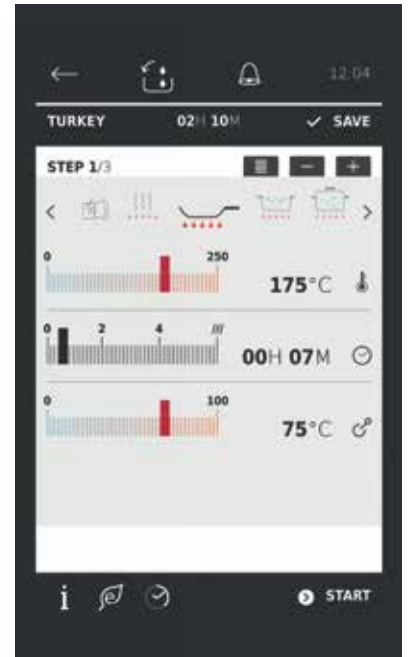 12.04
TURKEY 02H 10M SAVE
STEP 1/3
0 250
175°C
0 2 4 ///
00H 07M
0 100
75°C
i e START